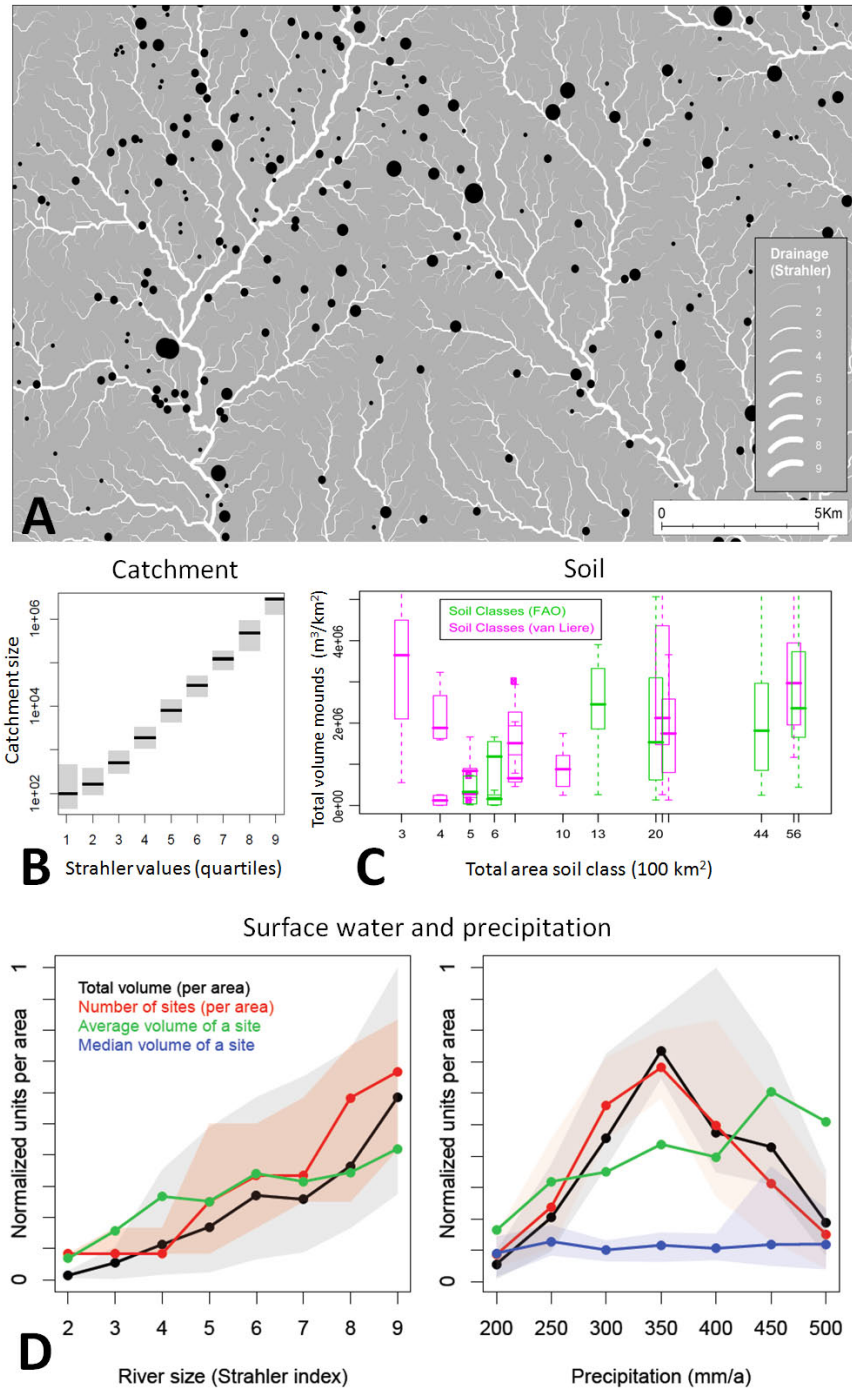 Drainage
(Strahler)
1
2
3
4
5
6
7
8
9
0 5Km
A
Catchment
Catchment size
1e+06
1e+04
1e+02
1 2 3 4 5 6 7 8 9
Strahler values (quartiles)
B
Soil
Total volume mounds (m³/km²)
Soil Classes (FAO)
Soil Classes (van Liere)
4e+06
2e+06
0e+00
3 4 5 6 10 13 20 44 56
Total area soil class (100 km²)
C
Surface water and precipitation
Normalized units per area
1
0
Total volume (per area)
Number of sites (per area)
Average volume of a site
Median volume of a site
2 3 4 5 6 7 8 9
River size (Strahler index)
Normalized units per area
1
0
200 250 300 350 400 450 500
Precipitation (mm/a)
D